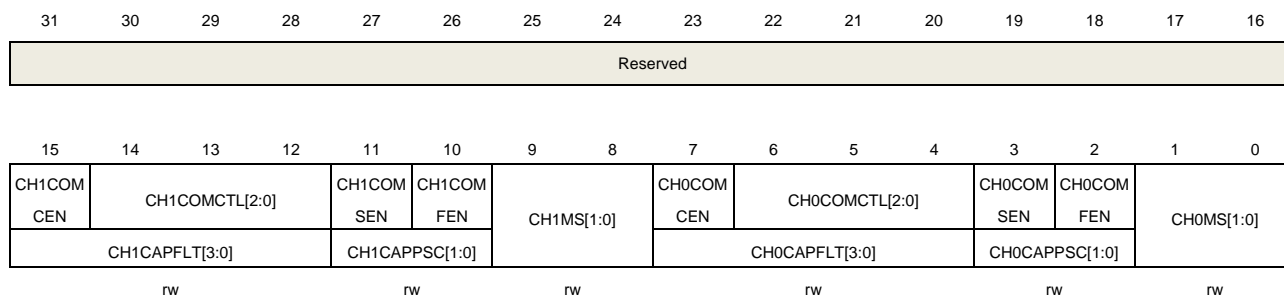 31 30 29 28 27 26 25 24 23 22 21 20 19 18 17 16
Reserved
15 14 13 12 11 10 9 8 7 6 5 4 3 2 1 0
CH1COM CEN CH1COMCTL[2:0] CH1COM SEN CH1COM FEN CH1MS[1:0] CH0COM CEN CH0COMCTL[2:0] CH0COM SEN CH0COM FEN CH0MS[1:0]
CH1CAPFLT[3:0] CH1CAPPSC[1:0] CH0CAPFLT[3:0] CH0CAPPSC[1:0]
rw rw rw rw rw rw